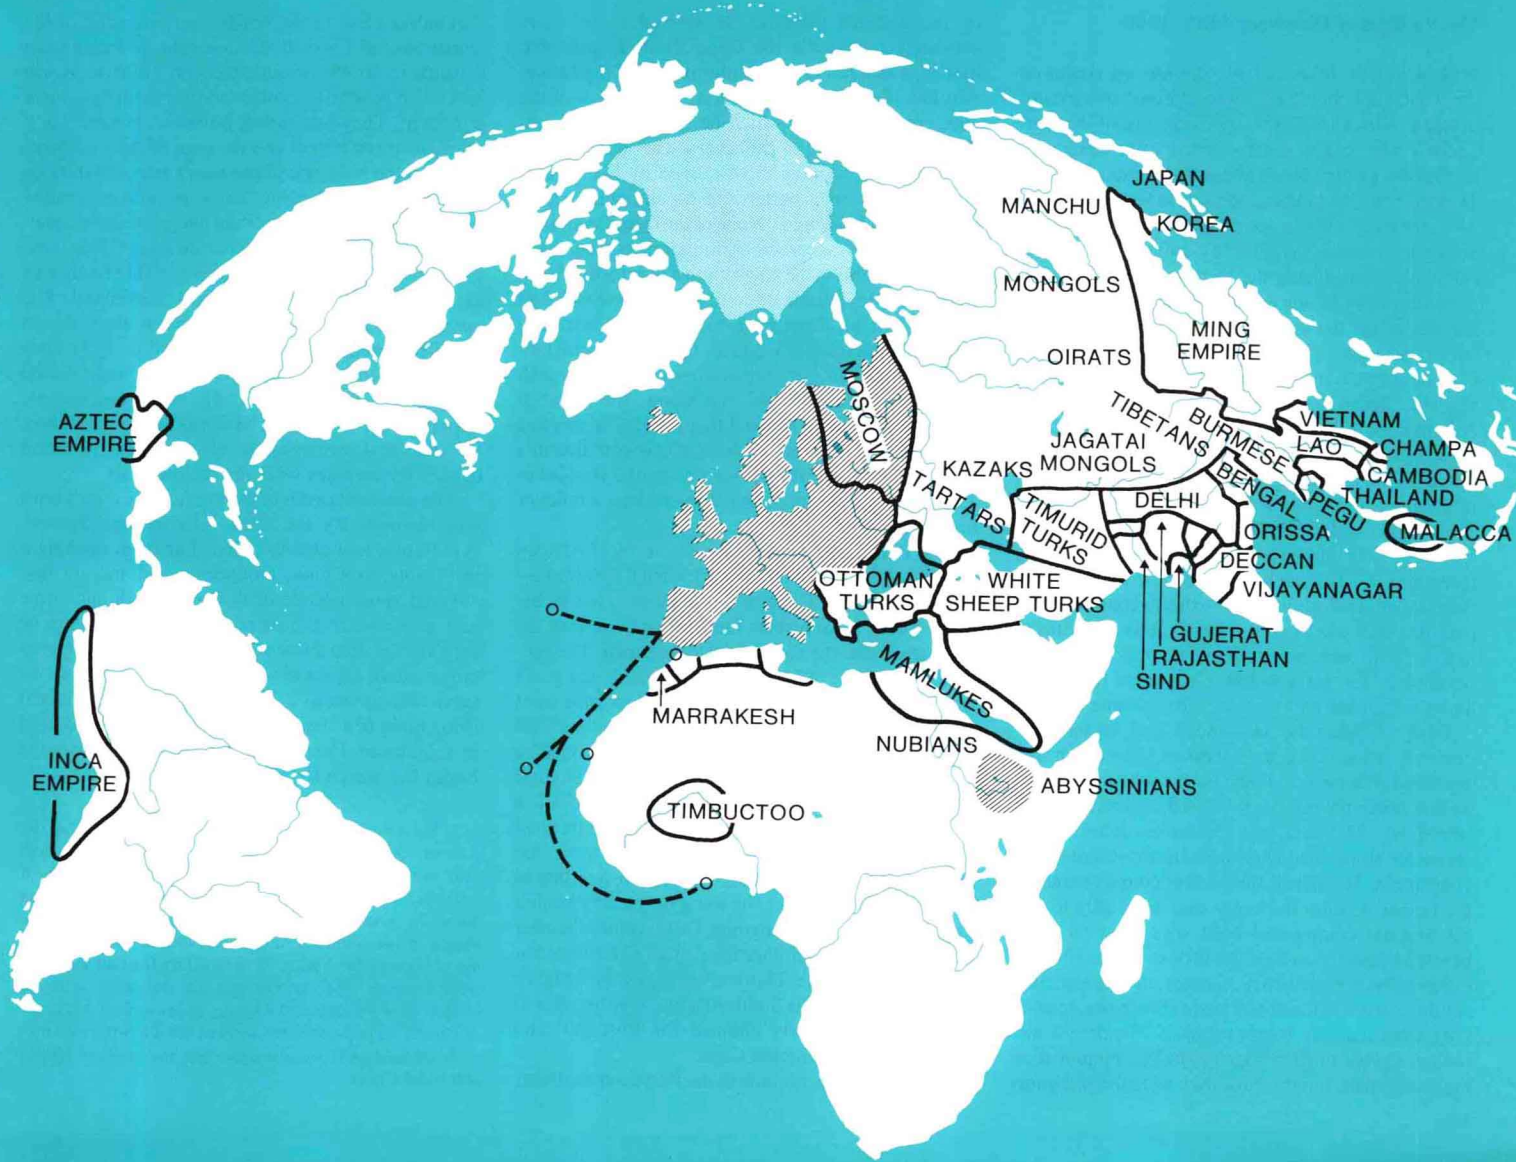 JAPAN
MANCHU
KOREA
MONGOLS
MING
EMPIRE
OIRATS
MOSCOW
AZTEC
EMPIRE
TIBETANS
BURMESE
VIETNAM
LAO
CHAMPA
JAGATAI
MONGOLS
KAZAKS
CAMBODIA
TARTARS
BENGAL
THAILAND
DELHI
PEGU
TIMURID
TURKS
ORISSA
MALACCA
DECCAN
OTTOMAN
TURKS
WHITE
SHEEP TURKS
VIJAYANAGAR
GUJERAT
RAJASTHAN
SIND
MAMLUKES
MARRAKESH
NUBIANS
INCA
EMPIRE
ABYSSINIANS
TIMBUCTOO